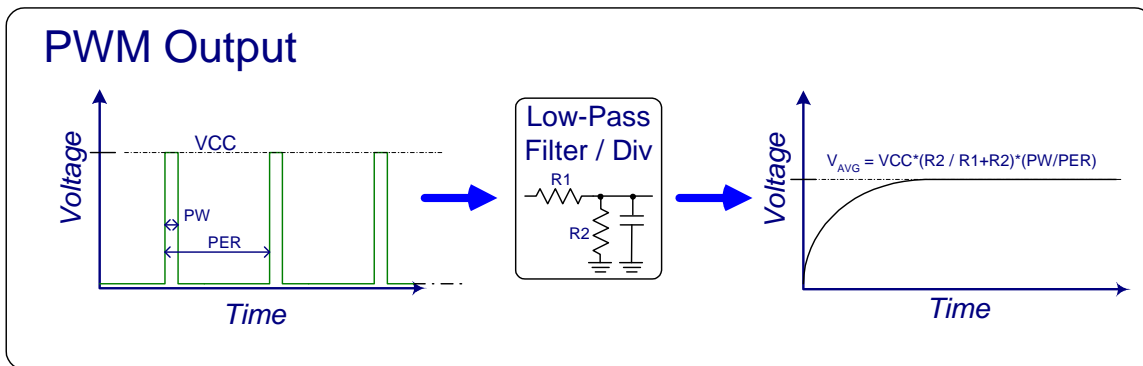 PWM Output
Voltage
VCC
PW
PER
Time
Low-Pass
Filter / Div
R1
R2
Voltage
V_AVG = VCC*(R2 / R1+R2)*(PW/PER)
Time